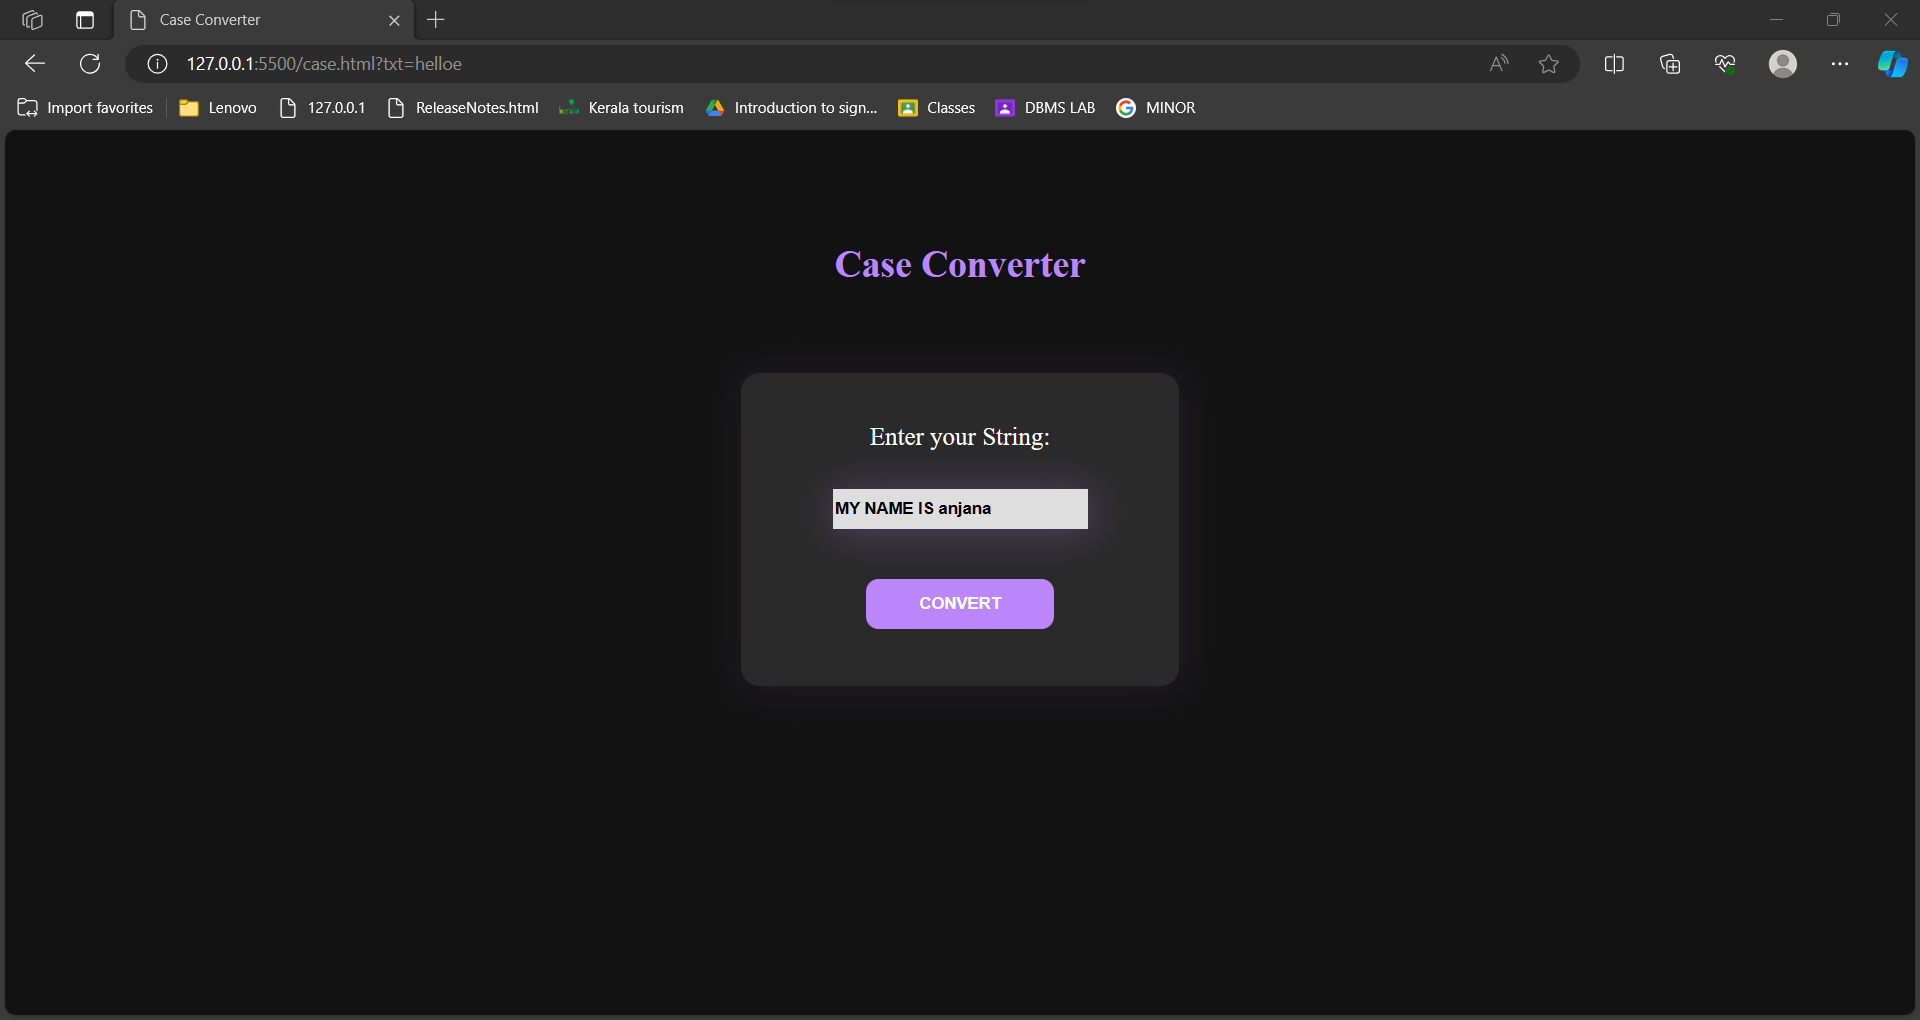 Case Converter
127.0.0.1:5500/case.html?txt=helloe
Import favorites Lenovo 127.0.0.1 ReleaseNotes.html Kerala tourism Introduction to sign... Classes DBMS LAB MINOR
Case Converter
Enter your String:
MY NAME IS anjana
CONVERT